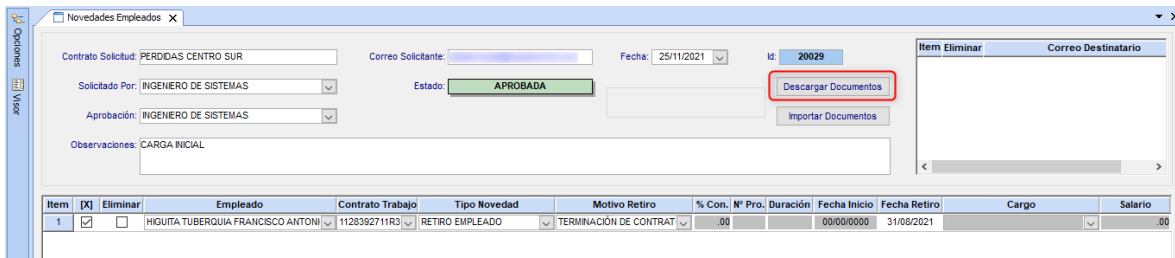 Novedades Empleados X
Opciones
Visor
Contrato Solicitud: PERDIDAS CENTRO SUR Correo Solicitante: Fecha: 25/11/2021 Id: 20029
Solicitado Por: INGENIERO DE SISTEMAS Estado: APROBADA Descargar Documentos
Aprobación: INGENIERO DE SISTEMAS Importar Documentos
Observaciones: CARGA INICIAL
Item Eliminar Correo Destinatario
Item [X] Eliminar Empleado Contrato Trabajo Tipo Novedad Motivo Retiro % Con. Nº Pro. Duración Fecha Inicio Fecha Retiro Cargo Salario
1 HIGUITA TUBERQUIA FRANCISCO ANTONI 1128392711R3 RETIRO EMPLEADO TERMINACIÓN DE CONTRAT .00 00/00/0000 31/08/2021 .00